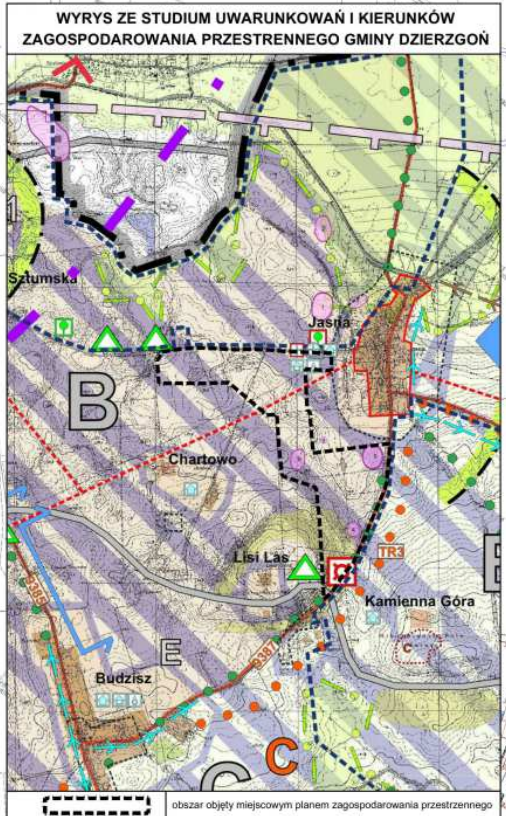 WYRYS ZE STUDIUM UWARUNKOWAŃ I KIERUNKÓW
ZAGOSPODAROWANIA PRZESTRZENNEGO GMINY DZIERZGOŃ
Sztumska
Jasna
B
Chartowo
Lisi Las
TR3
E
Kamienna Góra
9387
E
Budzisz
C
C
C
obszar objęty miejscowym planem zagospodarowania przestrzennego